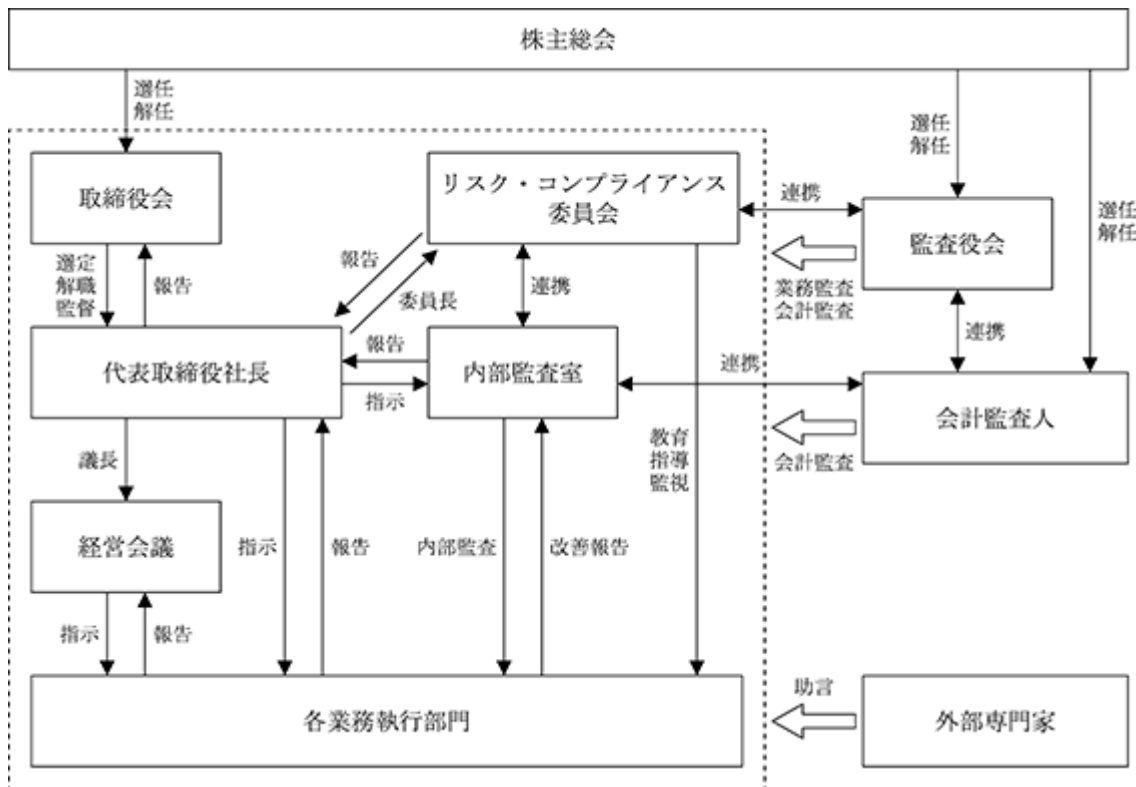 株主総会
選任
解任
選任
解任
選任
解任
取締役会
リスク・コンプライアンス
委員会
連携
監査役会
選定
解職
監督
報告
報告
委員長
連携
業務監査
会計監査
連携
代表取締役社長
報告
指示
内部監査室
連携
会計監査人
議長
教育
指導
監視
会計監査
経営会議
指示
報告
内部監査
改善報告
指示
報告
各業務執行部門
助言
外部専門家